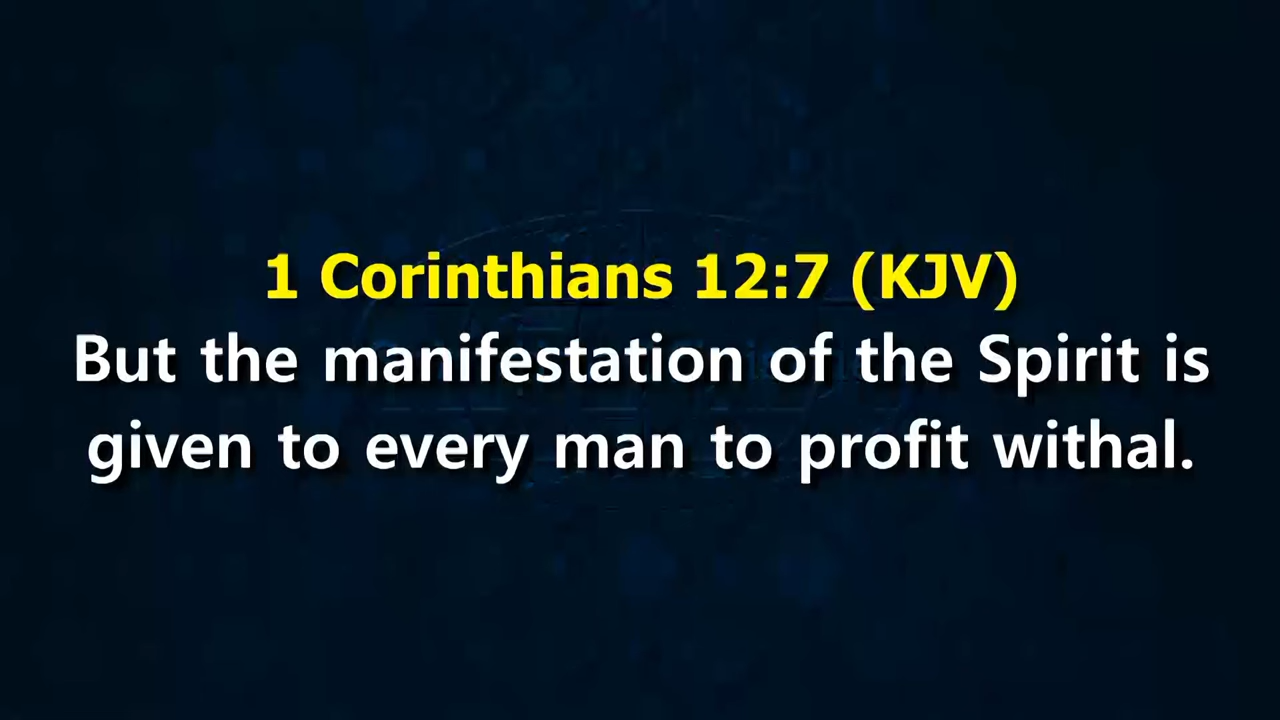 1 Corinthians 12:7 (KJV)
But the manifestation of the Spirit is
given to every man to profit withal.